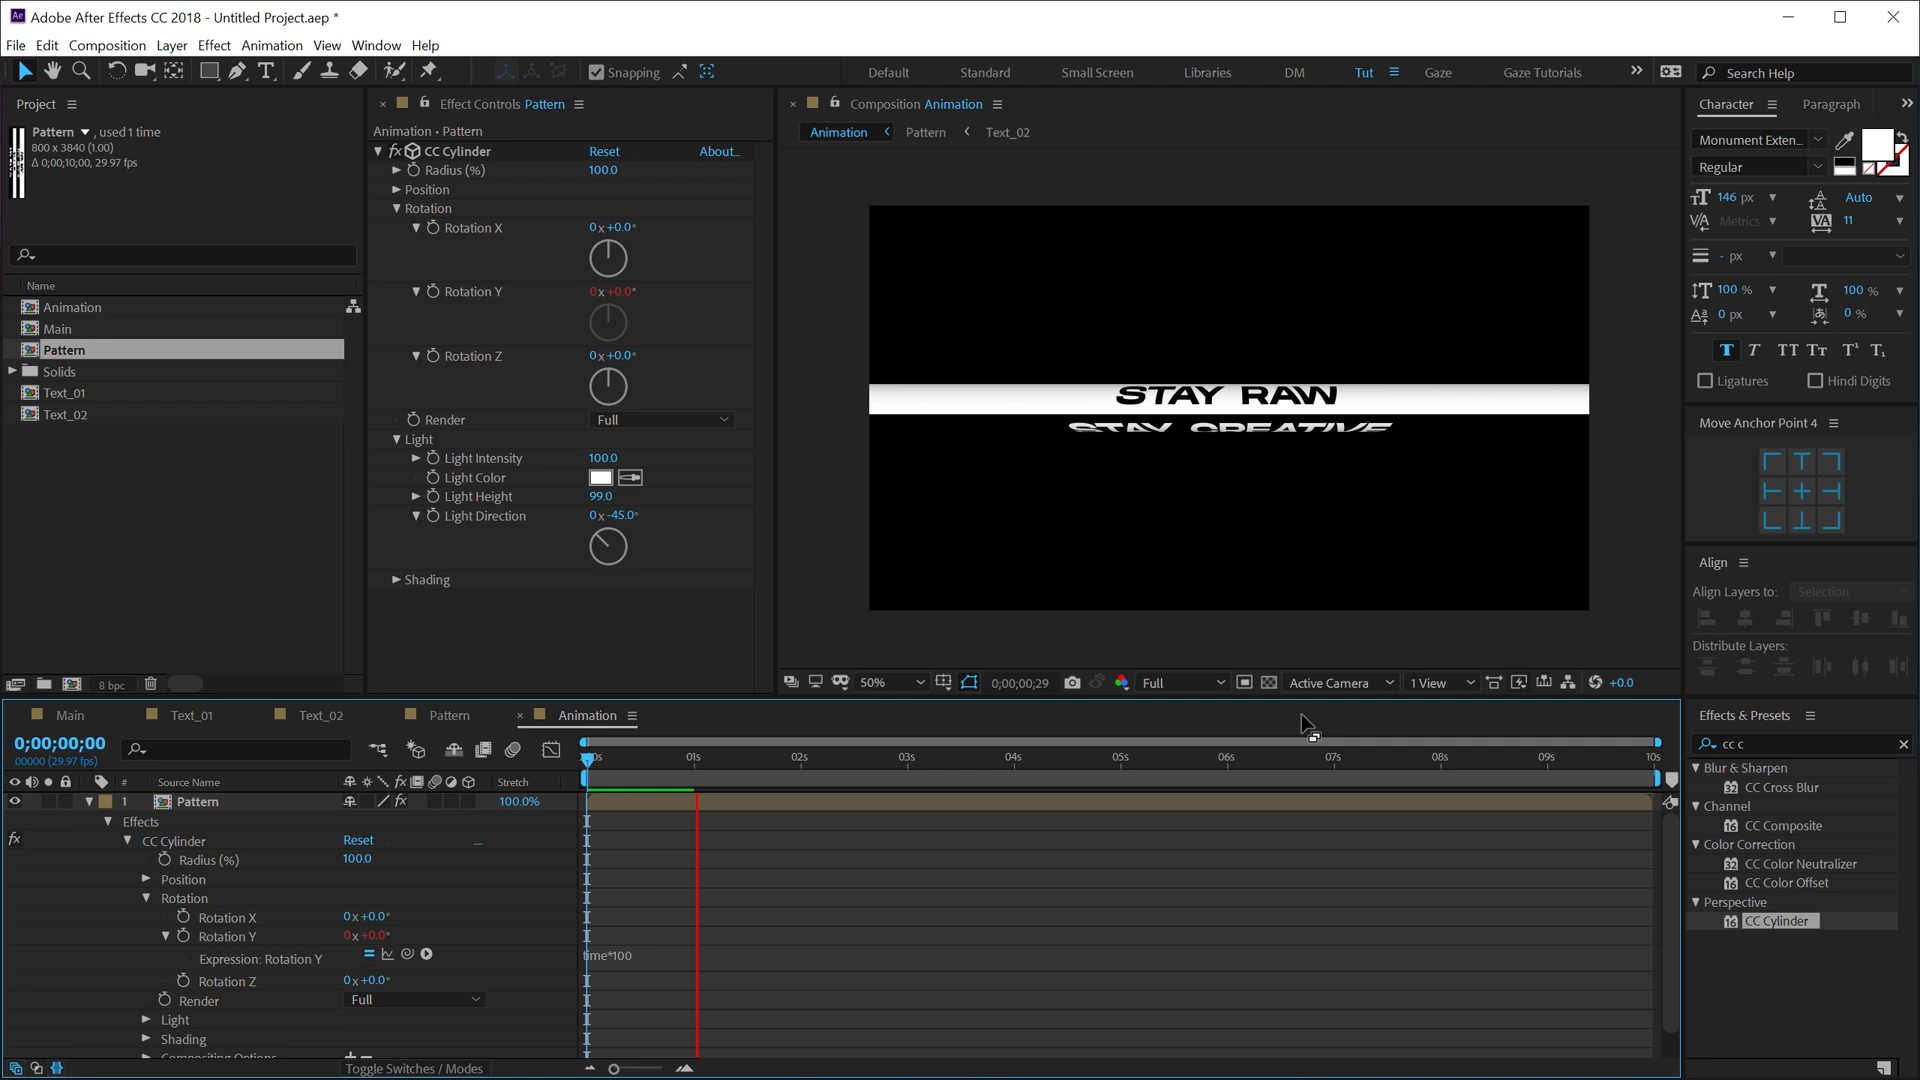 Adobe After Effects CC 2018 - Untitled Project.aep *
File Edit Composition Layer Effect Animation View Window Help
Snapping
Default Standard Small Screen Libraries DM Tut Gaze Gaze Tutorials
Search Help
Project
Pattern , used 1 time
800 x 3840 (1.00)
Δ 0;00;10;00, 29.97 fps
Name
Animation
Main
Pattern
Solids
Text_01
Text_02
8 bpc
Effect Controls Pattern
Animation • Pattern
fx CC Cylinder Reset About...
Radius (%) 100.0
Position
Rotation
Rotation X 0x+0.0°
Rotation Y 0x+0.0°
Rotation Z 0x+0.0°
Render Full
Light
Light Intensity 100.0
Light Color
Light Height 99.0
Light Direction 0x-45.0°
Shading
Composition Animation
Animation Pattern Text_02
STAY RAW
STAY CREATIVE
50% 0;00;00;29 Full Active Camera 1 View +0.0
Character Paragraph
Monument Exten...
Regular
146 px Auto
Metrics 11
- px
100 % 100 %
0 px 0 %
Ligatures Hindi Digits
Move Anchor Point 4
Align
Align Layers to: Selection
Distribute Layers:
Effects & Presets
cc c
Blur & Sharpen
CC Cross Blur
Channel
CC Composite
Color Correction
CC Color Neutralizer
CC Color Offset
Perspective
CC Cylinder
Main Text_01 Text_02 Pattern Animation
0;00;00;00
00000 (29.97 fps)
01s 02s 03s 04s 05s 06s 07s 08s 09s 10s
# Source Name fx Stretch
1 Pattern fx 100.0%
Effects
fx CC Cylinder Reset ...
Radius (%) 100.0
Position
Rotation
Rotation X 0x+0.0°
Rotation Y 0x+0.0°
Expression: Rotation Y time*100
Rotation Z 0x+0.0°
Render Full
Light
Shading
Compositing Options + –
Toggle Switches / Modes